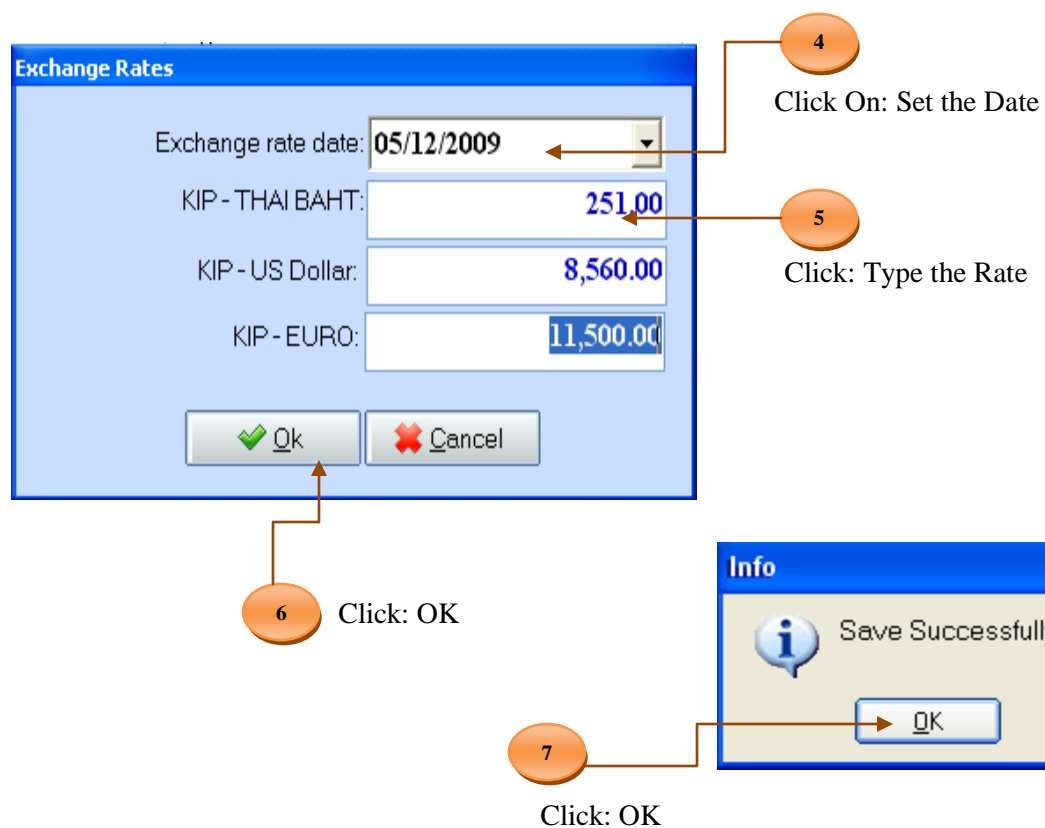 4
Click On: Set the Date
Exchange Rates
Exchange rate date: 05/12/2009
KIP - THAI BAHT: 251.00
5
Click: Type the Rate
KIP - US Dollar: 8,560.00
KIP - EURO: 11,500.00
Ok Cancel
6
Click: OK
Info
Save Successfull
OK
7
Click: OK